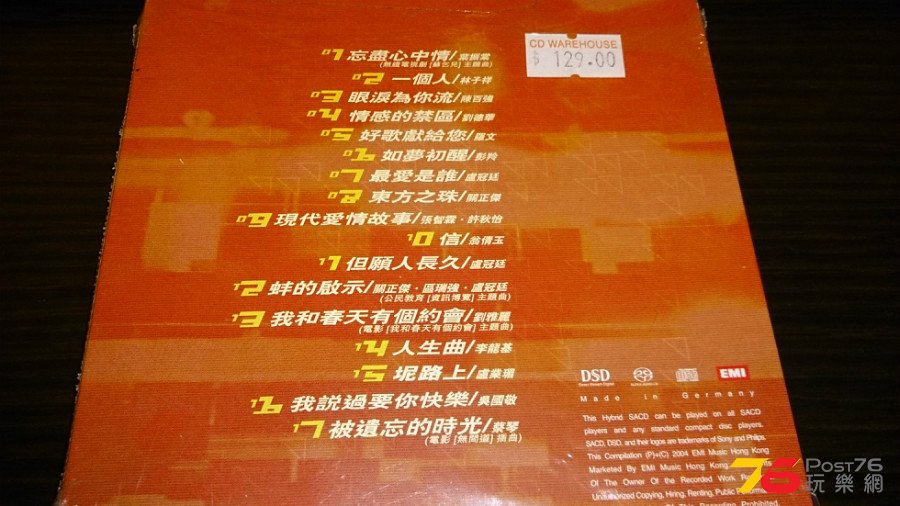 01 忘盡心中情/葉振棠
(無綫電視劇 [蘇乞兒] 主題曲)
CD WAREHOUSE
$ 129.00
02 一個人/林子祥
03 眼淚為你流/陳百強
04 情感的禁區/劉德華
05 好歌獻給您/羅文
06 如夢初醒/彭羚
07 最愛是誰/盧冠廷
08 東方之珠/關正傑
09 現代愛情故事/張智霖·許秋怡
10 信/翁倩玉
11 但願人長久/盧冠廷
12 蚌的啟示/關正傑·區瑞強·盧冠廷
(公民教育 [資訊博覽] 主題曲)
13 我和春天有個約會/劉雅麗
(電影 [我和春天有個約會] 主題曲)
14 人生曲/李龍基
15 坭路上/盧業瑂
16 我說過要你快樂/吳國敏
17 被遺忘的時光/蔡琴
(電影 [無間道] 插曲)
DSD
EMI
Made in Germany
This Hybrid SACD can be played on all SACD
players and any standard compact disc players.
SACD, DSD, and their logos are trademarks of Sony and Philips.
This Compilation (P)+(C) 2004 EMI Music Hong Kong
Marketed By EMI Music Hong Kong.
Of The Owner Of The Recorded Work
Unauthorized Copying, Hiring, Renting, Public Performance
Of This Recording Prohibited.
76 POST76
玩樂網